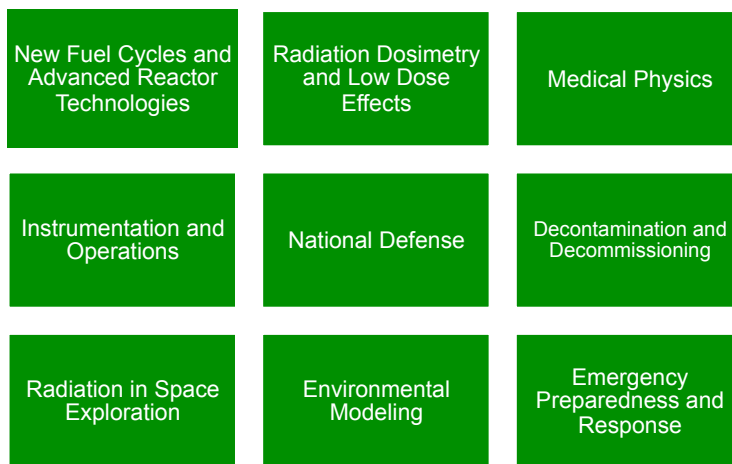 New Fuel Cycles and
Advanced Reactor
Technologies
Radiation Dosimetry
and Low Dose
Effects
Medical Physics
Instrumentation and
Operations
National Defense
Decontamination and
Decommissioning
Radiation in Space
Exploration
Environmental
Modeling
Emergency
Preparedness and
Response